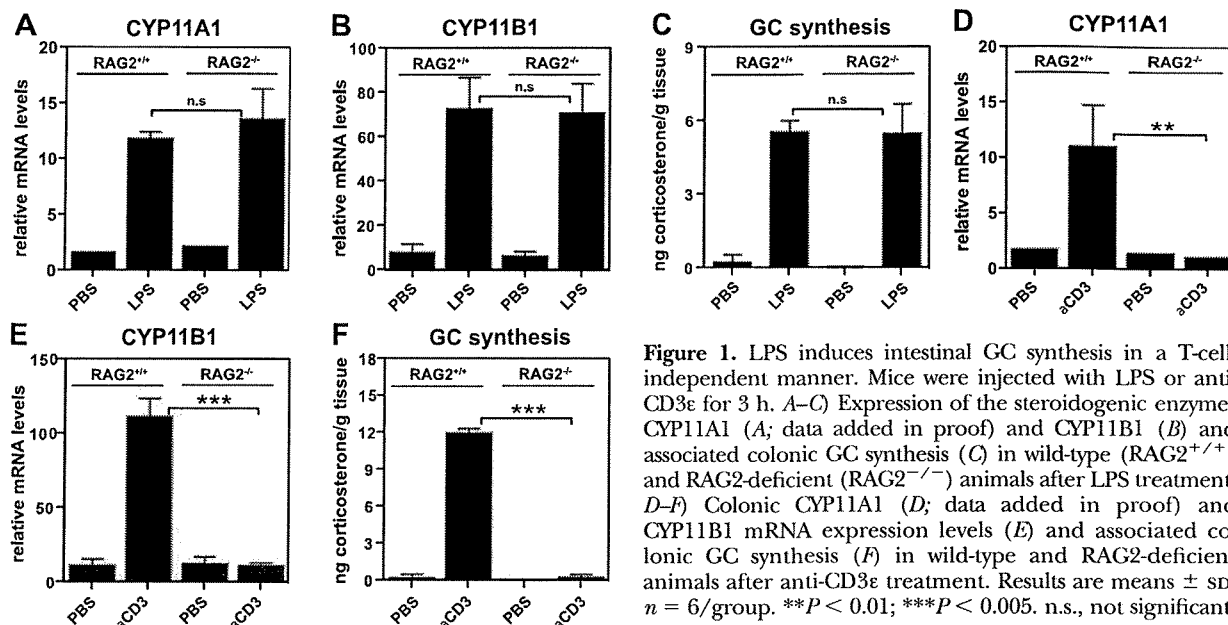 A CYP11A1
relative mRNA levels
20
15
10
5
0
RAG2+/+ RAG2-/-
n.s
PBS LPS PBS LPS
B CYP11B1
relative mRNA levels
100
80
60
40
20
0
RAG2+/+ RAG2-/-
n.s
PBS LPS PBS LPS
C GC synthesis
ng corticosterone/g tissue
9
6
3
0
RAG2+/+ RAG2-/-
n.s
PBS LPS PBS LPS
D CYP11A1
relative mRNA levels
20
15
10
5
0
RAG2+/+ RAG2-/-
**
PBS aCD3 PBS aCD3
E CYP11B1
relative mRNA levels
150
100
50
0
RAG2+/+ RAG2-/-
***
PBS aCD3 PBS aCD3
F GC synthesis
ng corticosterone/g tissue
18
15
12
9
6
3
0
RAG2+/+ RAG2-/-
***
PBS aCD3 PBS aCD3
Figure 1. LPS induces intestinal GC synthesis in a T-cell
independent manner. Mice were injected with LPS or anti
CD3ε for 3 h. A–C) Expression of the steroidogenic enzyme
CYP11A1 (A; data added in proof) and CYP11B1 (B) and
associated colonic GC synthesis (C) in wild-type (RAG2+/+
and RAG2-deficient (RAG2−/−) animals after LPS treatment
D–F) Colonic CYP11A1 (D; data added in proof) and
CYP11B1 mRNA expression levels (E) and associated co
lonic GC synthesis (F) in wild-type and RAG2-deficien
animals after anti-CD3ε treatment. Results are means ± SD
n = 6/group. **P < 0.01; ***P < 0.005. n.s., not significant